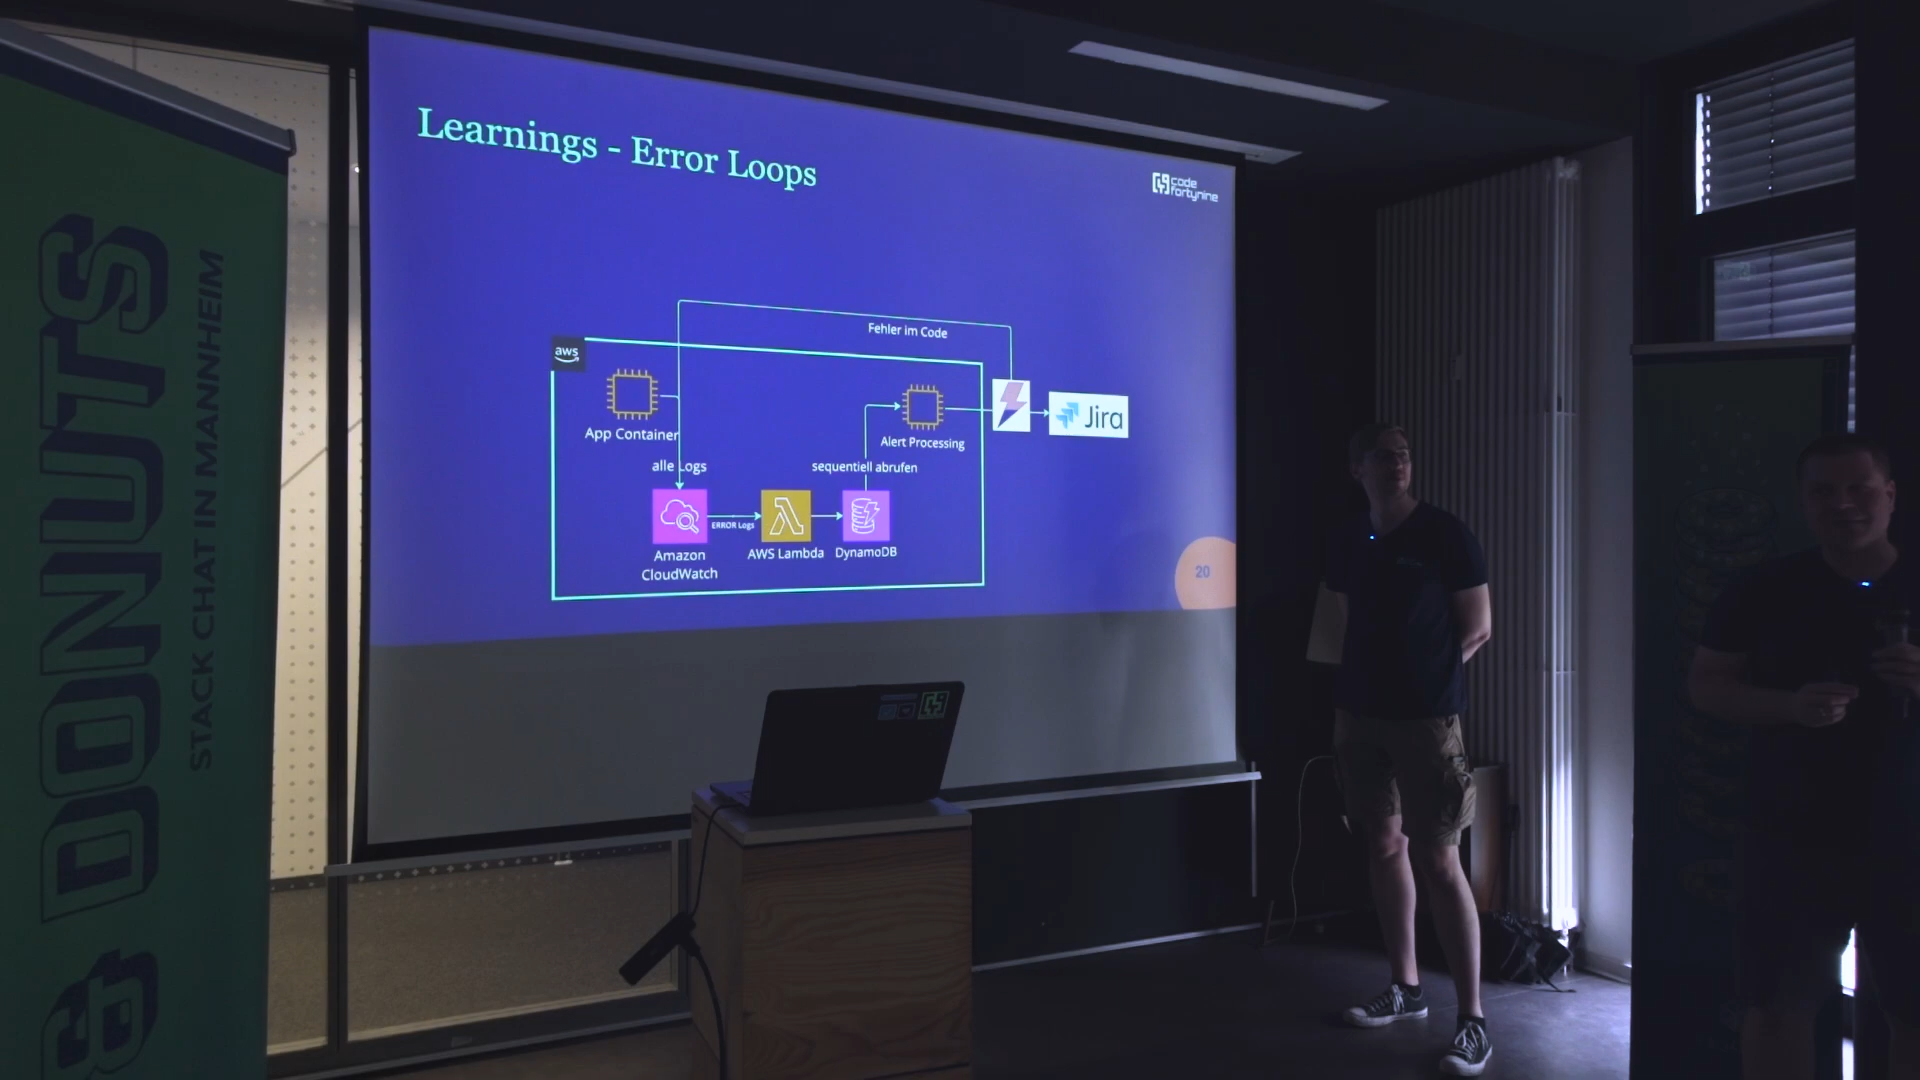 & DONUTS
STACK CHAT IN MANNHEIM
Learnings - Error Loops
code
fortynine
Fehler im Code
aws
App Container
Alert Processing
Jira
alle Logs
sequentiell abrufen
ERROR Logs
Amazon
CloudWatch
AWS Lambda
DynamoDB
20